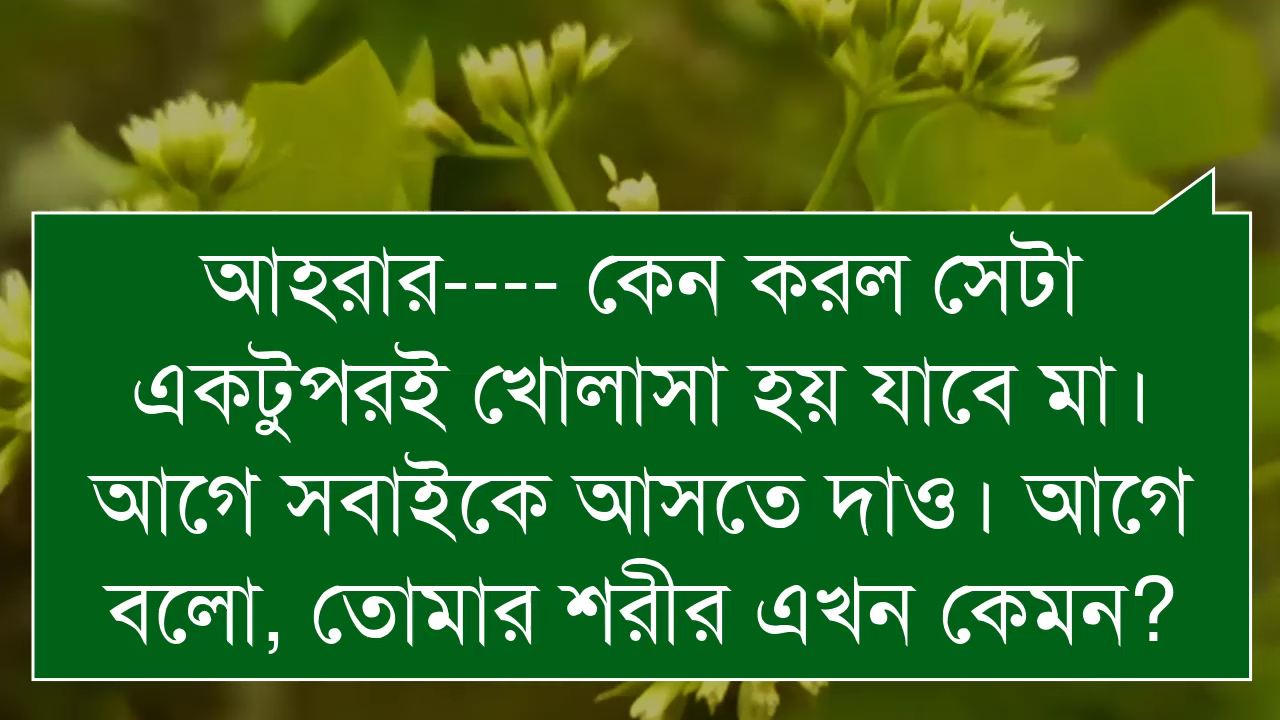 আহরার---- কেন করল সেটা
একটুপরই খোলাসা হয় যাবে মা।
আগে সবাইকে আসতে দাও। আগে
বলো, তোমার শরীর এখন কেমন?